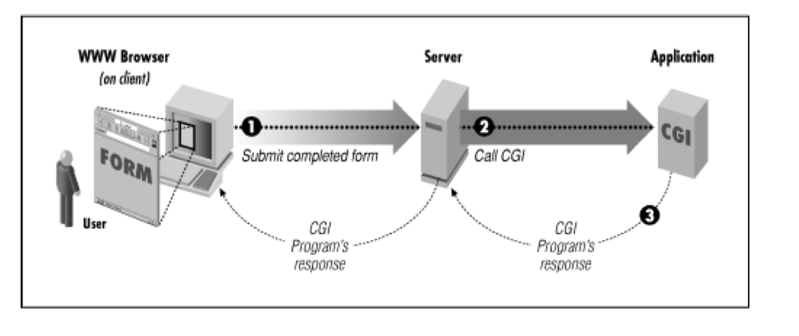 WWW Browser
(on client)
Server
Application
FORM
1
Submit completed form
2
Call CGI
CGI
User
CGI
Program's
response
3
CGI
Program's
response